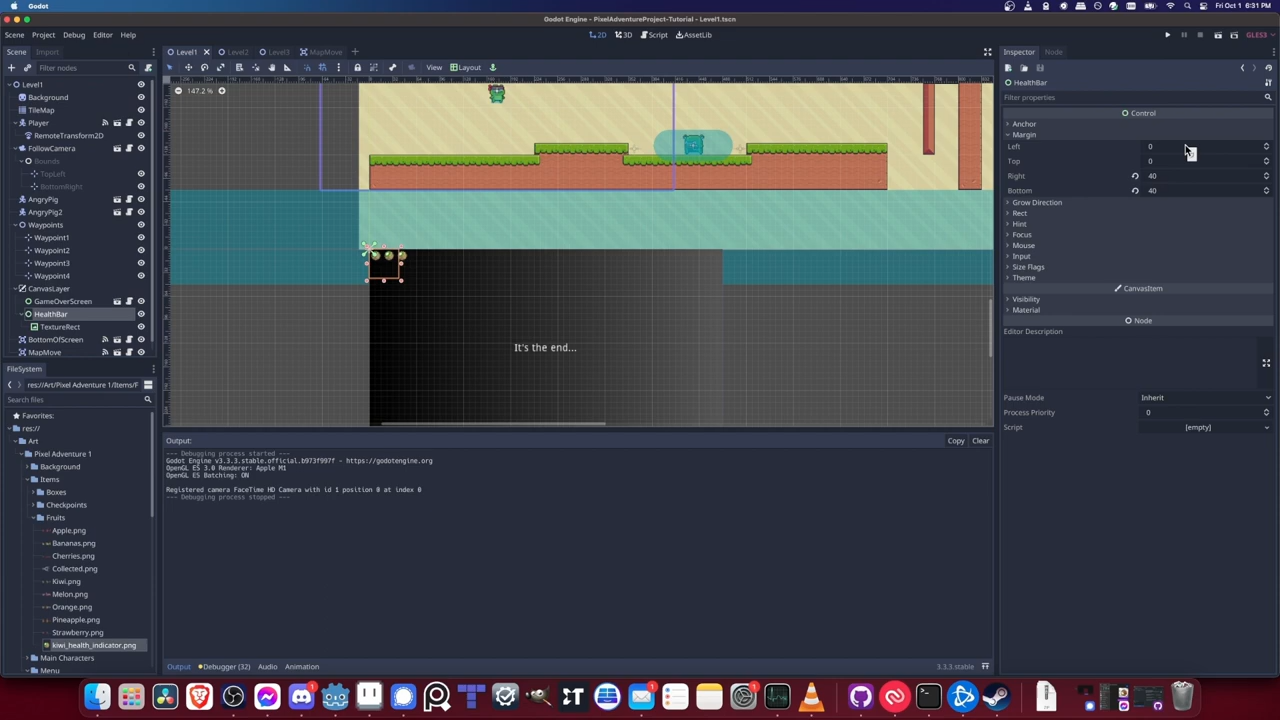 Godot
Fri Oct 1 6:31 PM
Godot Engine - PixelAdventureProject-Tutorial - Level1.tscn
Scene Project Debug Editor Help
2D 3D Script AssetLib
GLES3
Scene Import
Level1 Level2 Level3 MapMove
Inspector Node
Filter nodes
View Layout
HealthBar
Filter properties
147.2 %
Level1
Background
TileMap
Player
RemoteTransform2D
FollowCamera
Bounds
TopLeft
BottomRight
AngryPig
AngryPig2
Waypoints
Waypoint1
Waypoint2
Waypoint3
Waypoint4
CanvasLayer
GameOverScreen
HealthBar
TextureRect
BottomOfScreen
MapMove
It's the end...
Control
Anchor
Margin
Left 0
Top 0
Right 40
Bottom 40
Grow Direction
Rect
Hint
Focus
Mouse
Input
Size Flags
Theme
CanvasItem
Visibility
Material
Node
Editor Description
Pause Mode Inherit
Process Priority 0
Script [empty]
FileSystem
res://Art/Pixel Adventure 1/Items/F
Search files
Favorites:
res://
Art
Pixel Adventure 1
Background
Items
Boxes
Checkpoints
Fruits
Apple.png
Bananas.png
Cherries.png
Collected.png
Kiwi.png
Melon.png
Orange.png
Pineapple.png
Strawberry.png
kiwi_health_indicator.png
Main Characters
Menu
Output:
Copy Clear
--- Debugging process started ---
Godot Engine v3.3.3.stable.official.b973f997f - https://godotengine.org
OpenGL ES 3.0 Renderer: Apple M1
OpenGL ES Batching: ON
Registered camera FaceTime HD Camera with id 1 position 0 at index 0
--- Debugging process stopped ---
Output Debugger (32) Audio Animation
3.3.3.stable